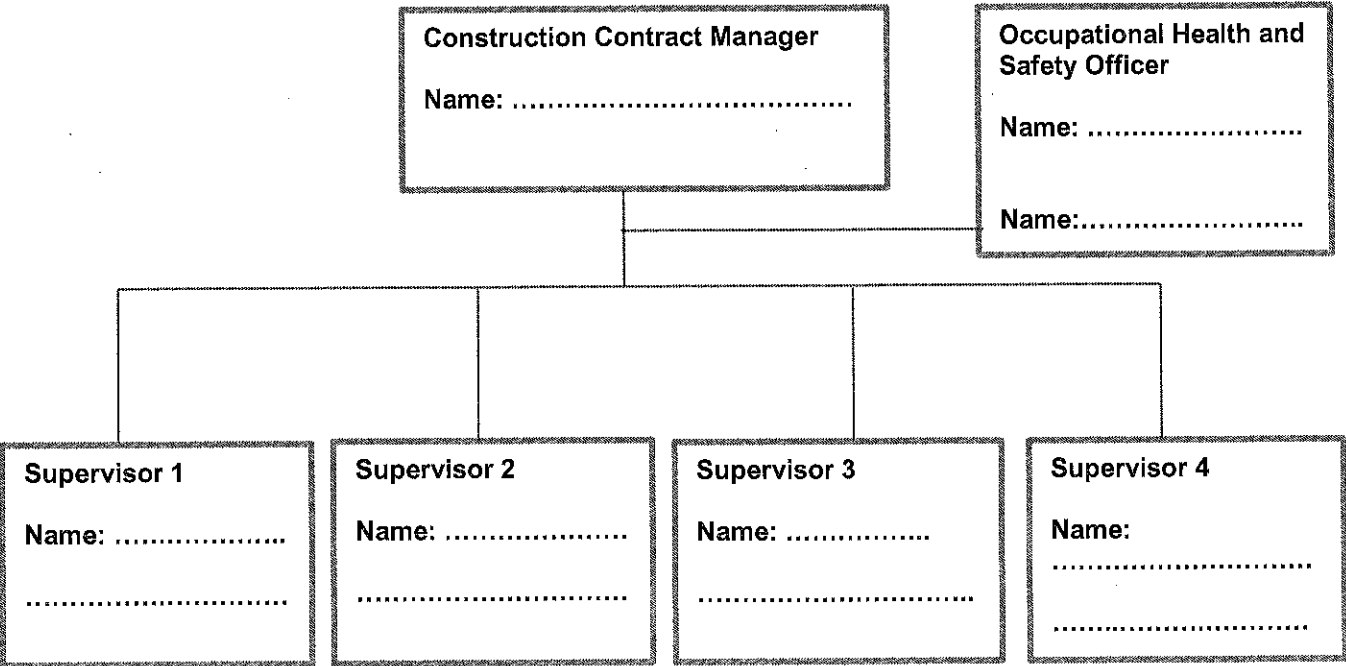 Construction Contract Manager
Name: ......................................
Occupational Health and
Safety Officer
Name: ........................
Name:.........................
Supervisor 1
Name: ...................
..............................
Supervisor 2
Name: .....................
...............................
Supervisor 3
Name: ................
................................
Supervisor 4
Name:
..............................
.............................